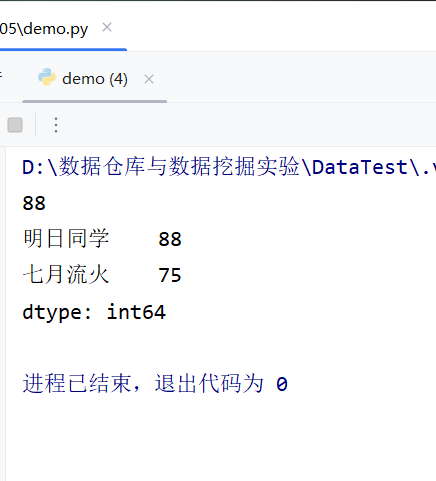 05\demo.py
demo (4)
D:\数据仓库与数据挖掘实验\DataTest\.v
88
明日同学 88
七月流火 75
dtype: int64
进程已结束，退出代码为 0